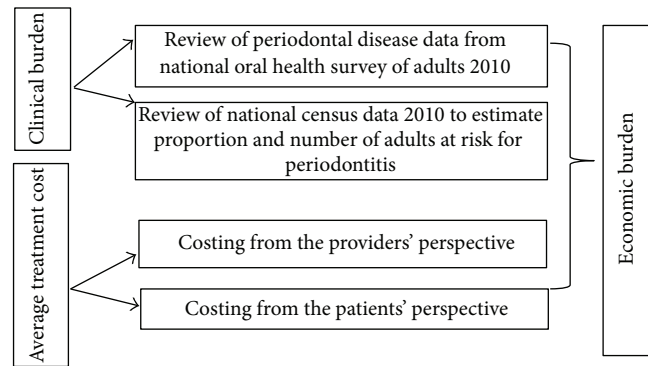 Clinical burden
Review of periodontal disease data from
national oral health survey of adults 2010
Review of national census data 2010 to estimate
proportion and number of adults at risk for
periodontitis
Average treatment cost
Costing from the providers’ perspective
Costing from the patients’ perspective
Economic burden